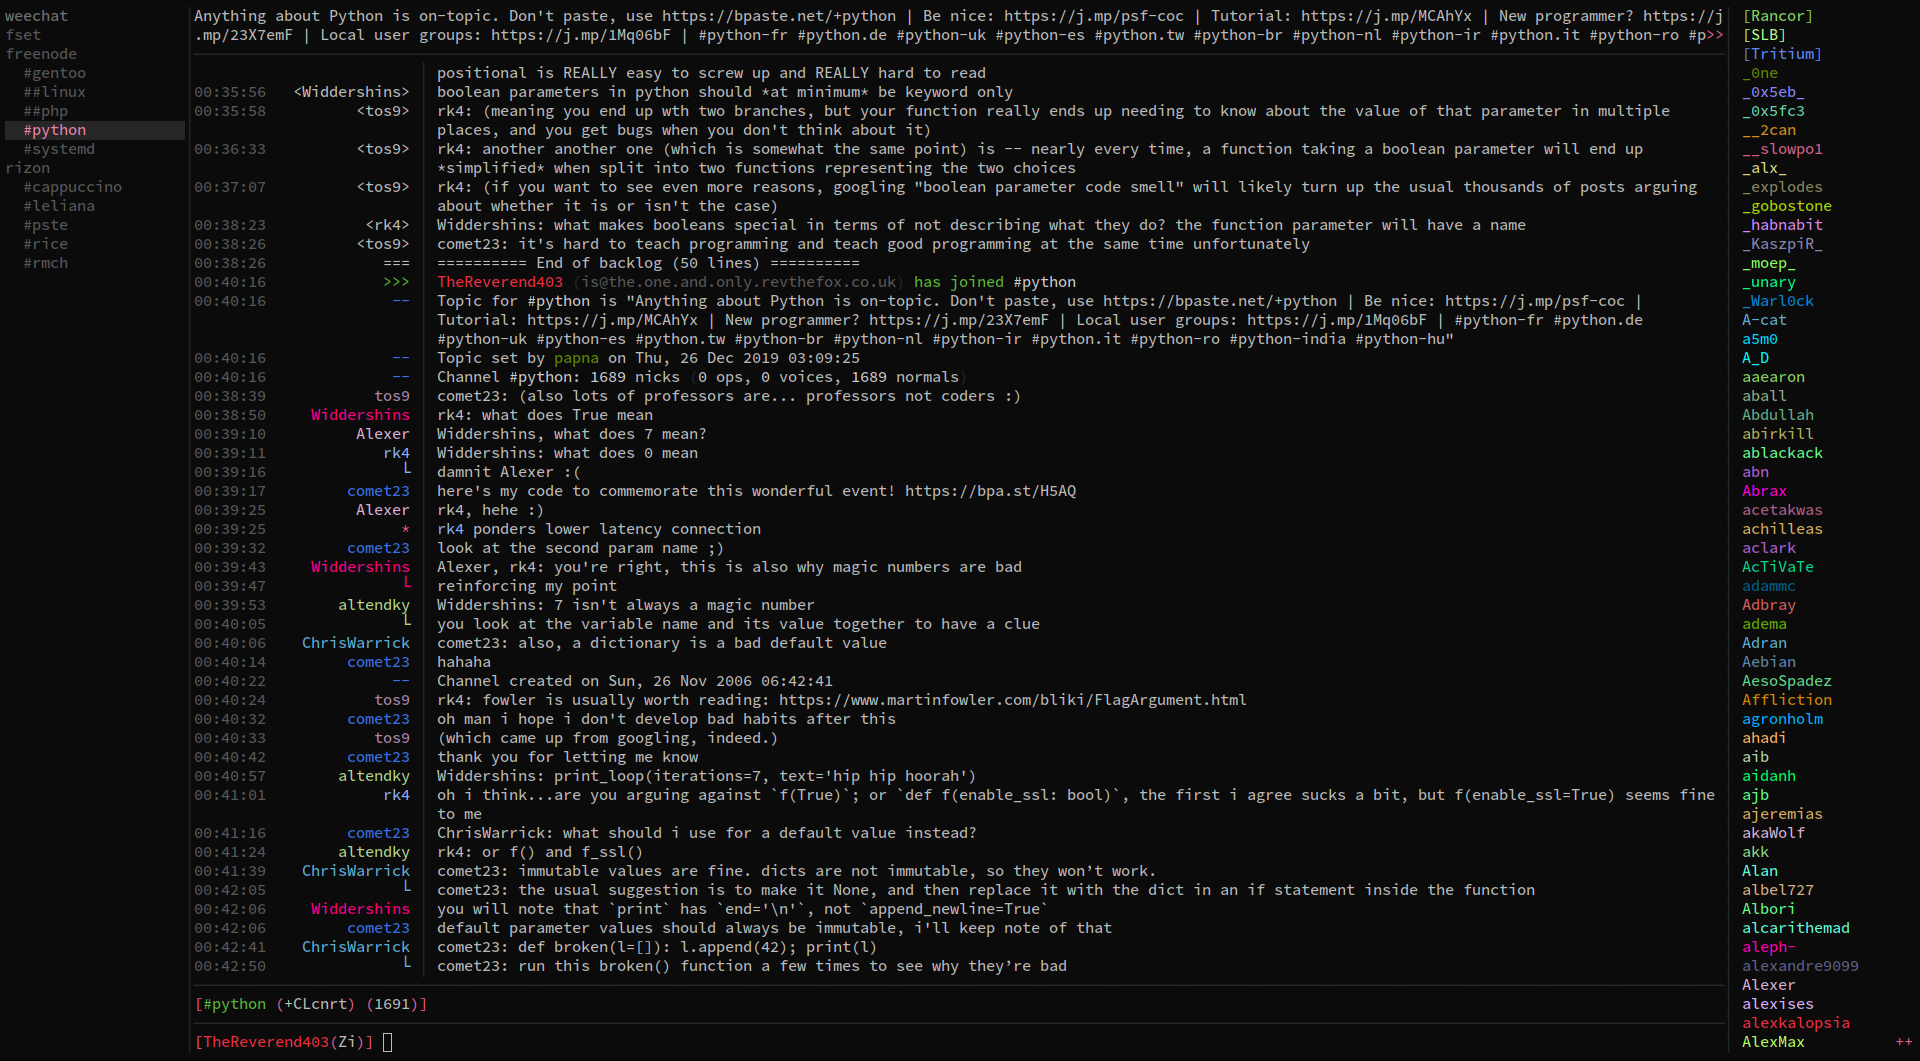 weechat
fset
freenode
#gentoo
##linux
##php
#python
#systemd
rizon
#cappuccino
#leliana
#pste
#rice
#rmch
Anything about Python is on-topic. Don't paste, use https://bpaste.net/+python | Be nice: https://j.mp/psf-coc | Tutorial: https://j.mp/MCAhYx | New programmer? https://j
.mp/23X7emF | Local user groups: https://j.mp/1Mq06bF | #python-fr #python.de #python-uk #python-es #python.tw #python-br #python-nl #python-ir #python.it #python-ro #p>>
positional is REALLY easy to screw up and REALLY hard to read
00:35:56 <Widdershins> boolean parameters in python should *at minimum* be keyword only
00:35:58 <tos9> rk4: (meaning you end up wth two branches, but your function really ends up needing to know about the value of that parameter in multiple
places, and you get bugs when you don't think about it)
00:36:33 <tos9> rk4: another another one (which is somewhat the same point) is -- nearly every time, a function taking a boolean parameter will end up
*simplified* when split into two functions representing the two choices
00:37:07 <tos9> rk4: (if you want to see even more reasons, googling "boolean parameter code smell" will likely turn up the usual thousands of posts arguing
about whether it is or isn't the case)
00:38:23 <rk4> Widdershins: what makes booleans special in terms of not describing what they do? the function parameter will have a name
00:38:26 <tos9> comet23: it's hard to teach programming and teach good programming at the same time unfortunately
00:38:26 === ========== End of backlog (50 lines) ==========
00:40:16 >>> TheReverend403 (is@the.one.and.only.revthefox.co.uk) has joined #python
00:40:16 -- Topic for #python is "Anything about Python is on-topic. Don't paste, use https://bpaste.net/+python | Be nice: https://j.mp/psf-coc |
Tutorial: https://j.mp/MCAhYx | New programmer? https://j.mp/23X7emF | Local user groups: https://j.mp/1Mq06bF | #python-fr #python.de
#python-uk #python-es #python.tw #python-br #python-nl #python-ir #python.it #python-ro #python-india #python-hu"
00:40:16 -- Topic set by papna on Thu, 26 Dec 2019 03:09:25
00:40:16 -- Channel #python: 1689 nicks (0 ops, 0 voices, 1689 normals)
00:38:39 tos9 comet23: (also lots of professors are... professors not coders :)
00:38:50 Widdershins rk4: what does True mean
00:39:10 Alexer Widdershins, what does 7 mean?
00:39:11 rk4 Widdershins: what does 0 mean
00:39:16 └ damnit Alexer :(
00:39:17 comet23 here's my code to commemorate this wonderful event! https://bpa.st/H5AQ
00:39:25 Alexer rk4, hehe :)
00:39:25 * rk4 ponders lower latency connection
00:39:32 comet23 look at the second param name ;)
00:39:43 Widdershins Alexer, rk4: you're right, this is also why magic numbers are bad
00:39:47 └ reinforcing my point
00:39:53 altendky Widdershins: 7 isn't always a magic number
00:40:05 └ you look at the variable name and its value together to have a clue
00:40:06 ChrisWarrick comet23: also, a dictionary is a bad default value
00:40:14 comet23 hahaha
00:40:22 -- Channel created on Sun, 26 Nov 2006 06:42:41
00:40:24 tos9 rk4: fowler is usually worth reading: https://www.martinfowler.com/bliki/FlagArgument.html
00:40:32 comet23 oh man i hope i don't develop bad habits after this
00:40:33 tos9 (which came up from googling, indeed.)
00:40:42 comet23 thank you for letting me know
00:40:57 altendky Widdershins: print_loop(iterations=7, text='hip hip hoorah')
00:41:01 rk4 oh i think...are you arguing against `f(True)`; or `def f(enable_ssl: bool)`, the first i agree sucks a bit, but f(enable_ssl=True) seems fine
to me
00:41:16 comet23 ChrisWarrick: what should i use for a default value instead?
00:41:24 altendky rk4: or f() and f_ssl()
00:41:39 ChrisWarrick comet23: immutable values are fine. dicts are not immutable, so they won’t work.
00:42:05 └ comet23: the usual suggestion is to make it None, and then replace it with the dict in an if statement inside the function
00:42:06 Widdershins you will note that `print` has `end='\n'`, not `append_newline=True`
00:42:06 comet23 default parameter values should always be immutable, i'll keep note of that
00:42:41 ChrisWarrick comet23: def broken(l=[]): l.append(42); print(l)
00:42:50 └ comet23: run this broken() function a few times to see why they’re bad
[#python (+CLcnrt) (1691)]
[TheReverend403(Zi)]
[Rancor]
[SLB]
[Tritium]
_0ne
_0x5eb_
_0x5fc3
__2can
__slowpo1
_alx_
_explodes
_gobostone
_habnabit
_KaszpiR_
_moep_
_unary
_Warl0ck
A-cat
a5m0
A_D
aaearon
aball
Abdullah
abirkill
ablackack
abn
Abrax
acetakwas
achilleas
aclark
AcTiVaTe
adammc
Adbray
adema
Adran
Aebian
AesoSpadez
Affliction
agronholm
ahadi
aib
aidanh
ajb
ajeremias
akaWolf
akk
Alan
albel727
Albori
alcarithemad
aleph-
alexandre9099
Alexer
alexises
alexkalopsia
AlexMax ++